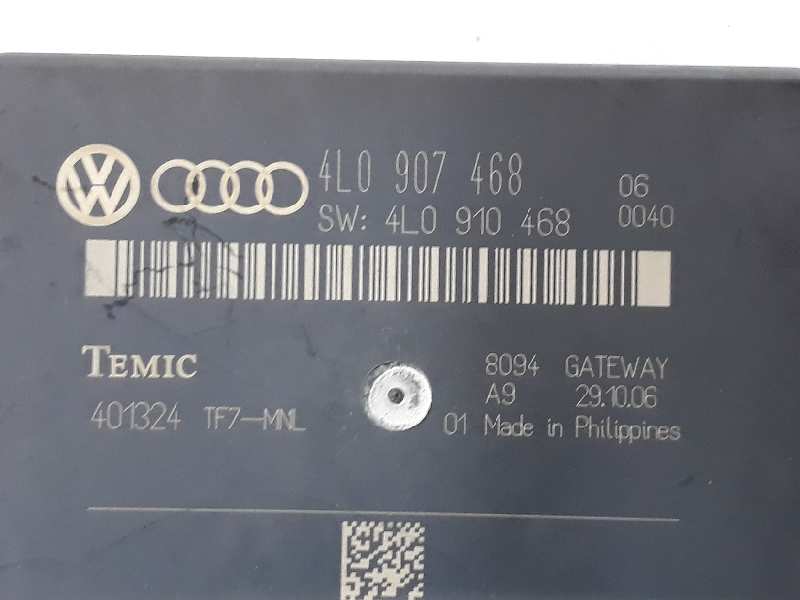 4L0 907 468 06
SW: 4L0 910 468 0040
TEMIC 8094 GATEWAY
A9 29.10.06
401324 TF7-MNL 01 Made in Philippines